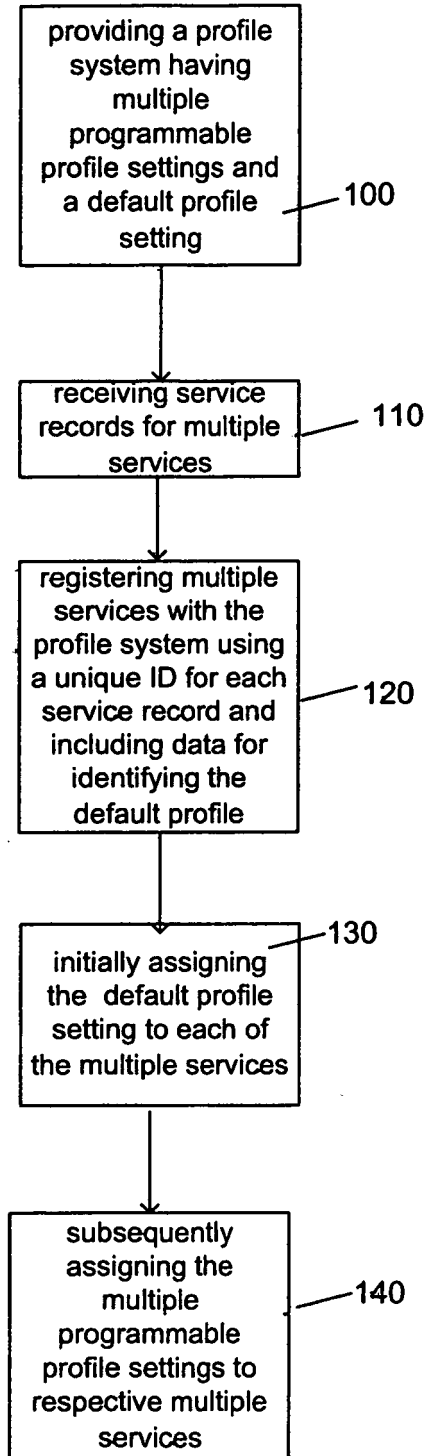 providing a profile
system having
multiple
programmable
profile settings and
a default profile
setting
100
receiving service
records for multiple
services
110
registering multiple
services with the
profile system using
a unique ID for each
service record and
including data for
identifying the
default profile
120
130
initially assigning
the default profile
setting to each of
the multiple services
subsequently
assigning the
multiple
programmable
profile settings to
respective multiple
services
140